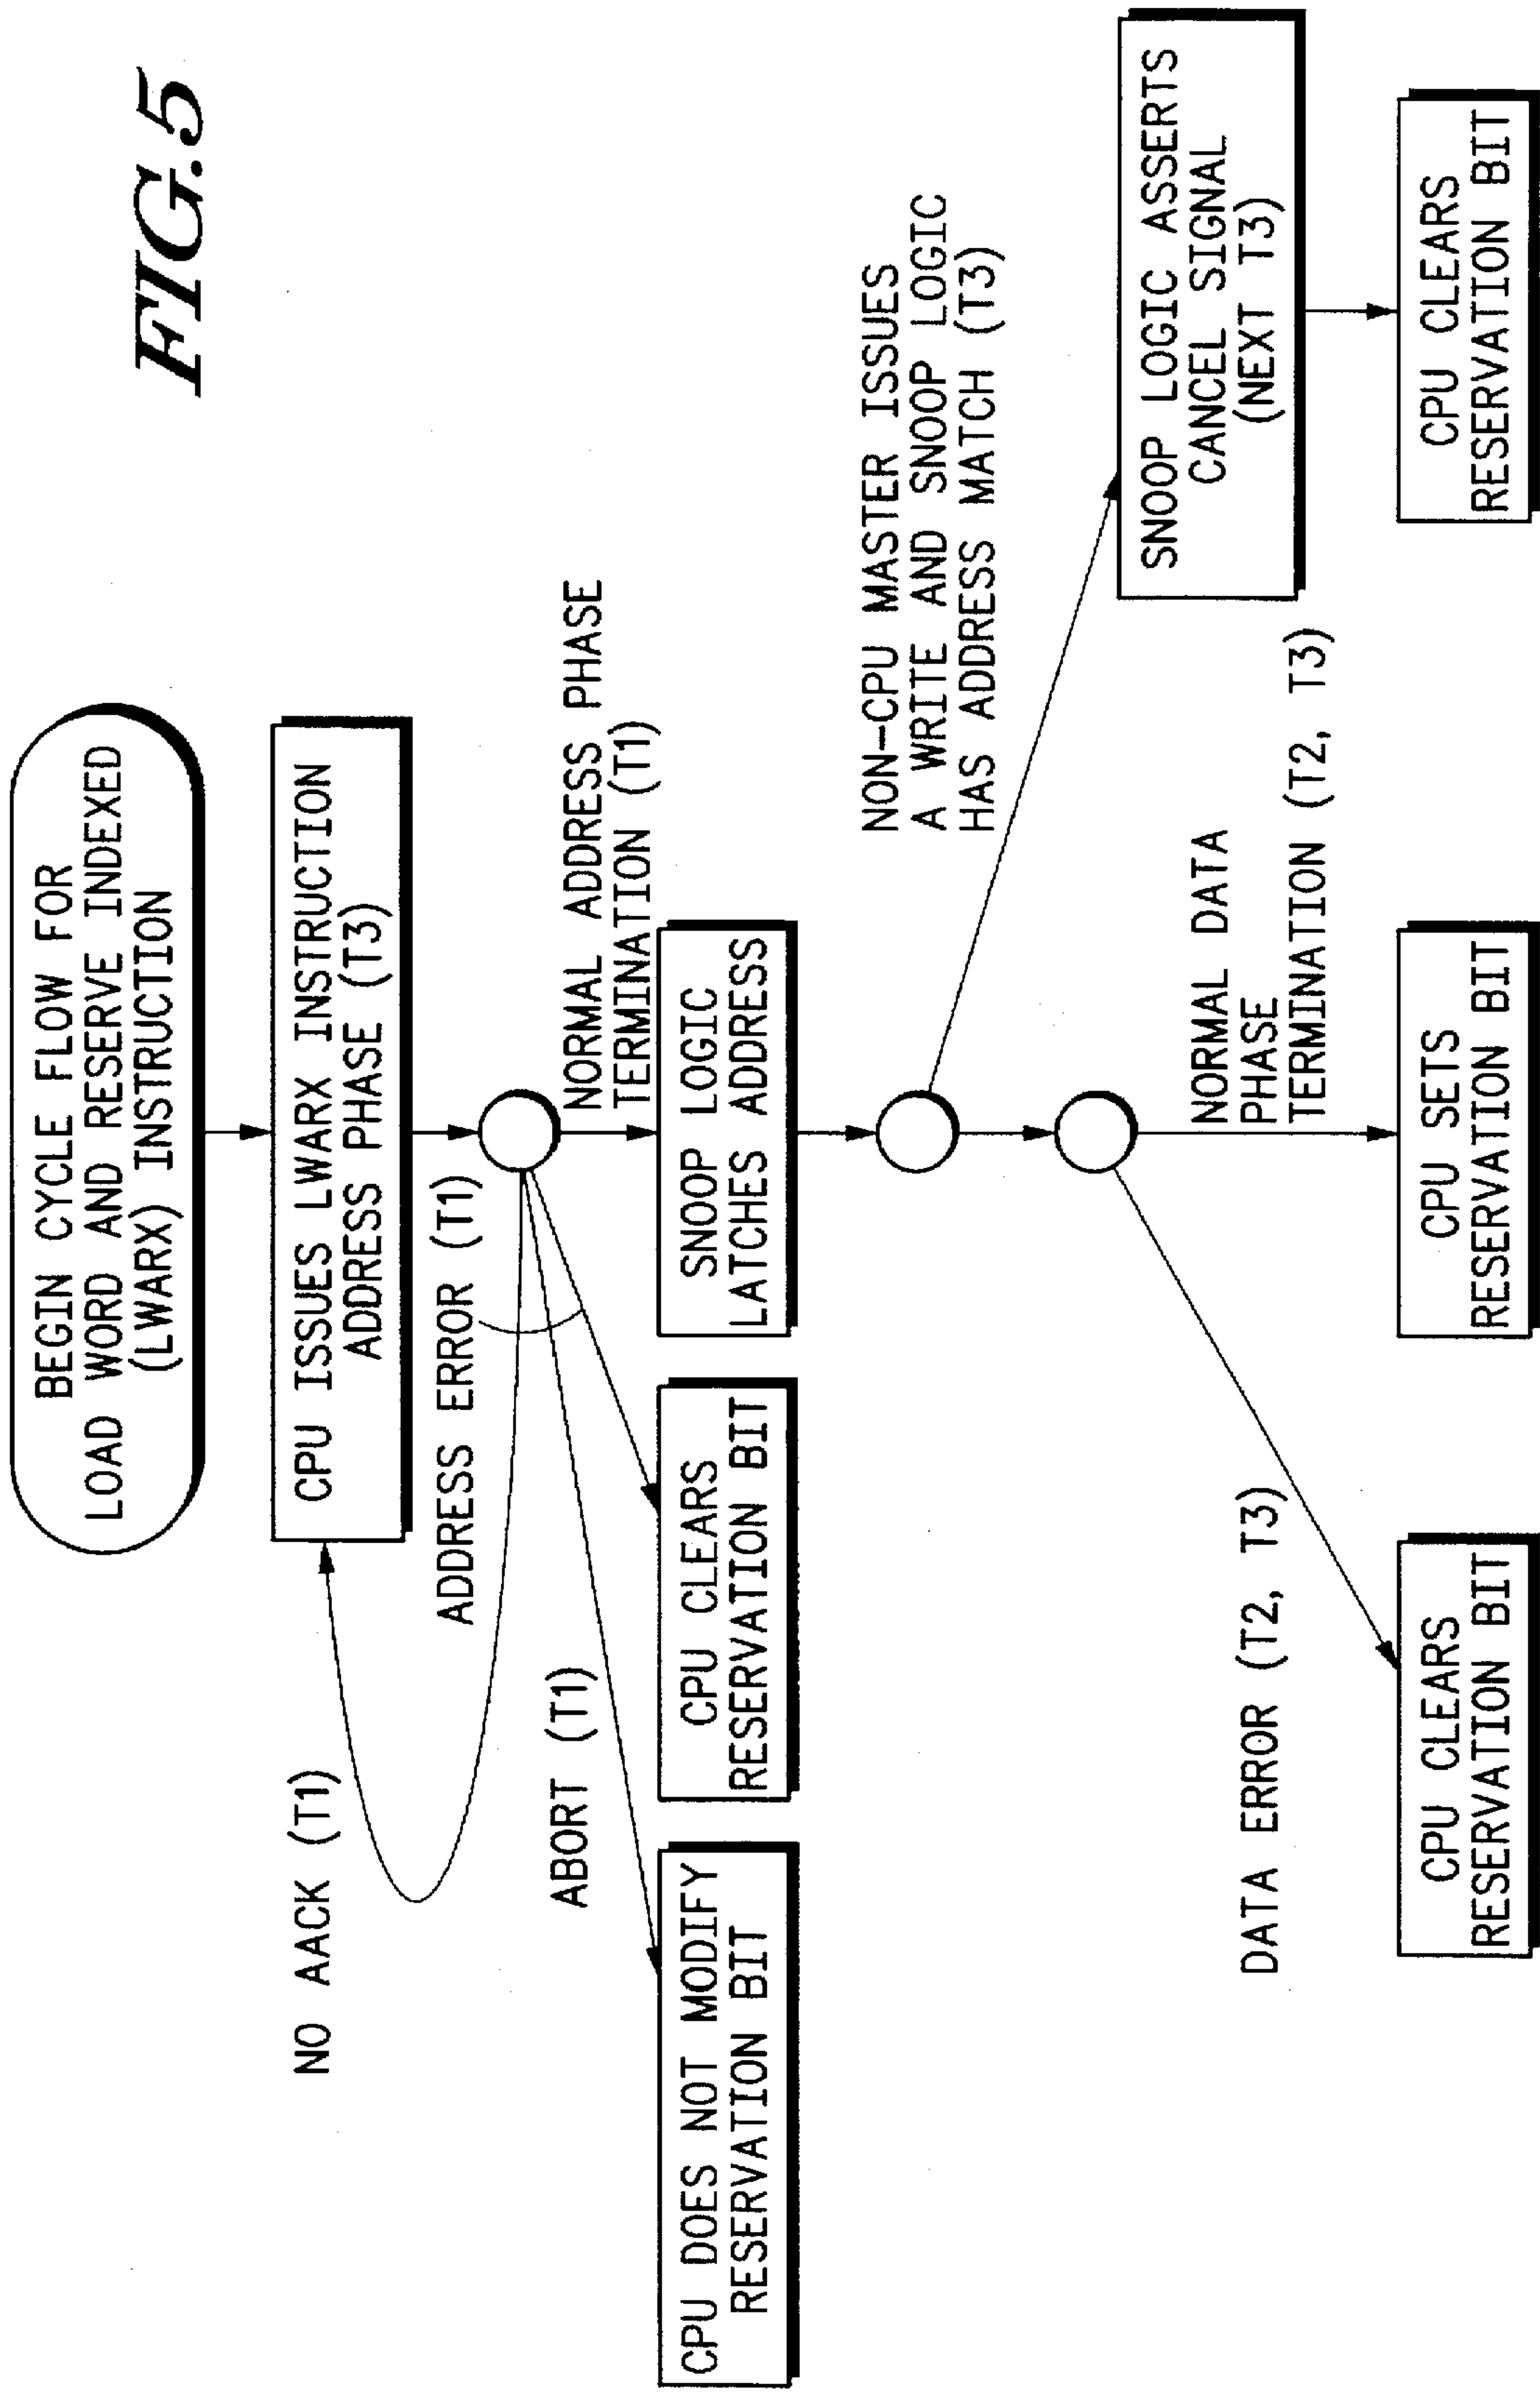 FIG.5
BEGIN CYCLE FLOW FOR
LOAD WORD AND RESERVE INDEXED
(LWARX) INSTRUCTION
CPU ISSUES LWARX INSTRUCTION
ADDRESS PHASE (T3)
NO AACK (T1)
ADDRESS ERROR (T1)
ABORT (T1)
NORMAL ADDRESS PHASE
TERMINATION (T1)
CPU DOES NOT MODIFY
RESERVATION BIT
CPU CLEARS
RESERVATION BIT
SNOOP LOGIC
LATCHES ADDRESS
NON-CPU MASTER ISSUES
A WRITE AND SNOOP LOGIC
HAS ADDRESS MATCH (T3)
SNOOP LOGIC ASSERTS
CANCEL SIGNAL
(NEXT T3)
DATA ERROR (T2, T3)
NORMAL DATA
PHASE
TERMINATION (T2, T3)
CPU CLEARS
RESERVATION BIT
CPU SETS
RESERVATION BIT
CPU CLEARS
RESERVATION BIT